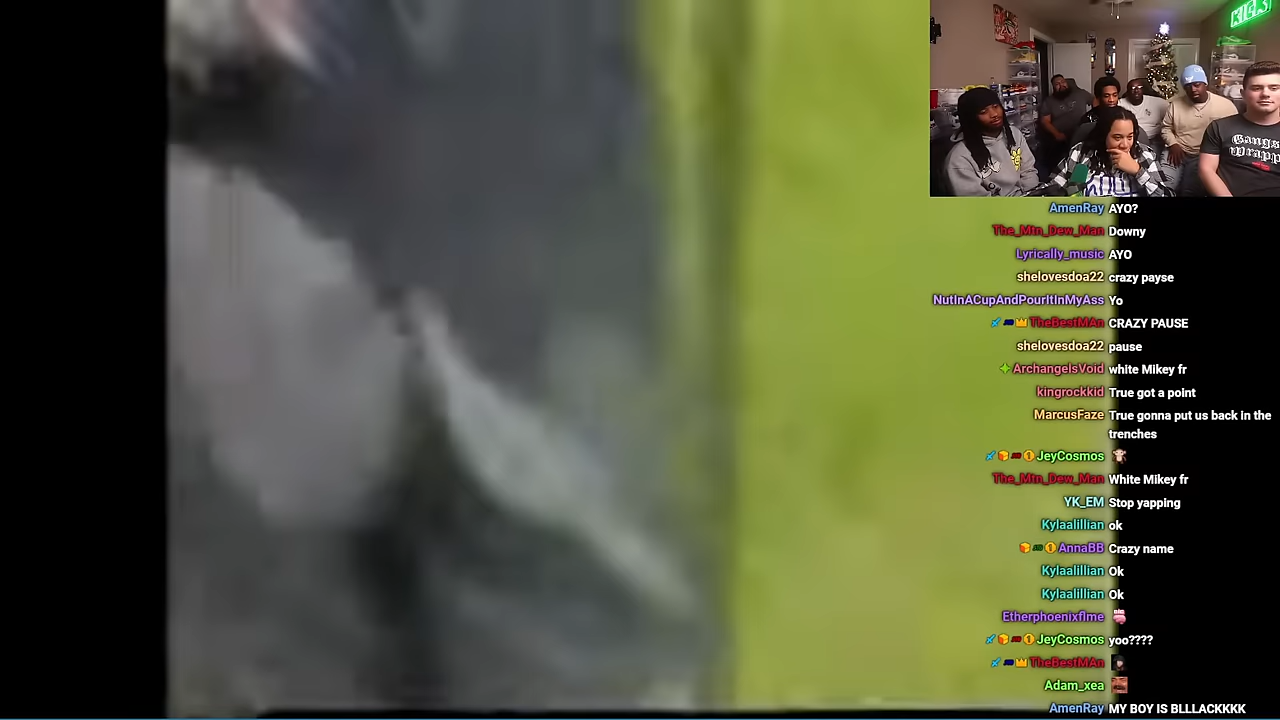 KICK
Gangs
Wrapp
AmenRay AYO?
The_Mtn_Dew_Man Downy
Lyrically_music AYO
shelovesdoa22 crazy payse
NutInACupAndPourItInMyAss Yo
TheBestMAn CRAZY PAUSE
shelovesdoa22 pause
ArchangelsVoid white Mikey fr
kingrockkid True got a point
MarcusFaze True gonna put us back in the
trenches
JeyCosmos
The_Mtn_Dew_Man White Mikey fr
YK_EM Stop yapping
Kylaalillian ok
AnnaBB Crazy name
Kylaalillian Ok
Kylaalillian Ok
Etherphoenixflme
JeyCosmos yoo????
TheBestMAn
Adam_xea
AmenRay MY BOY IS BLLLACKKKK